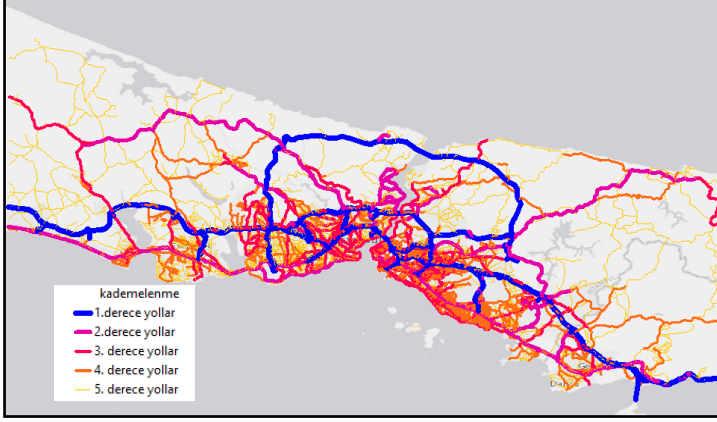 kademelenme
1.derece yollar
2.derece yollar
3. derece yollar
4. derece yollar
5. derece yollar